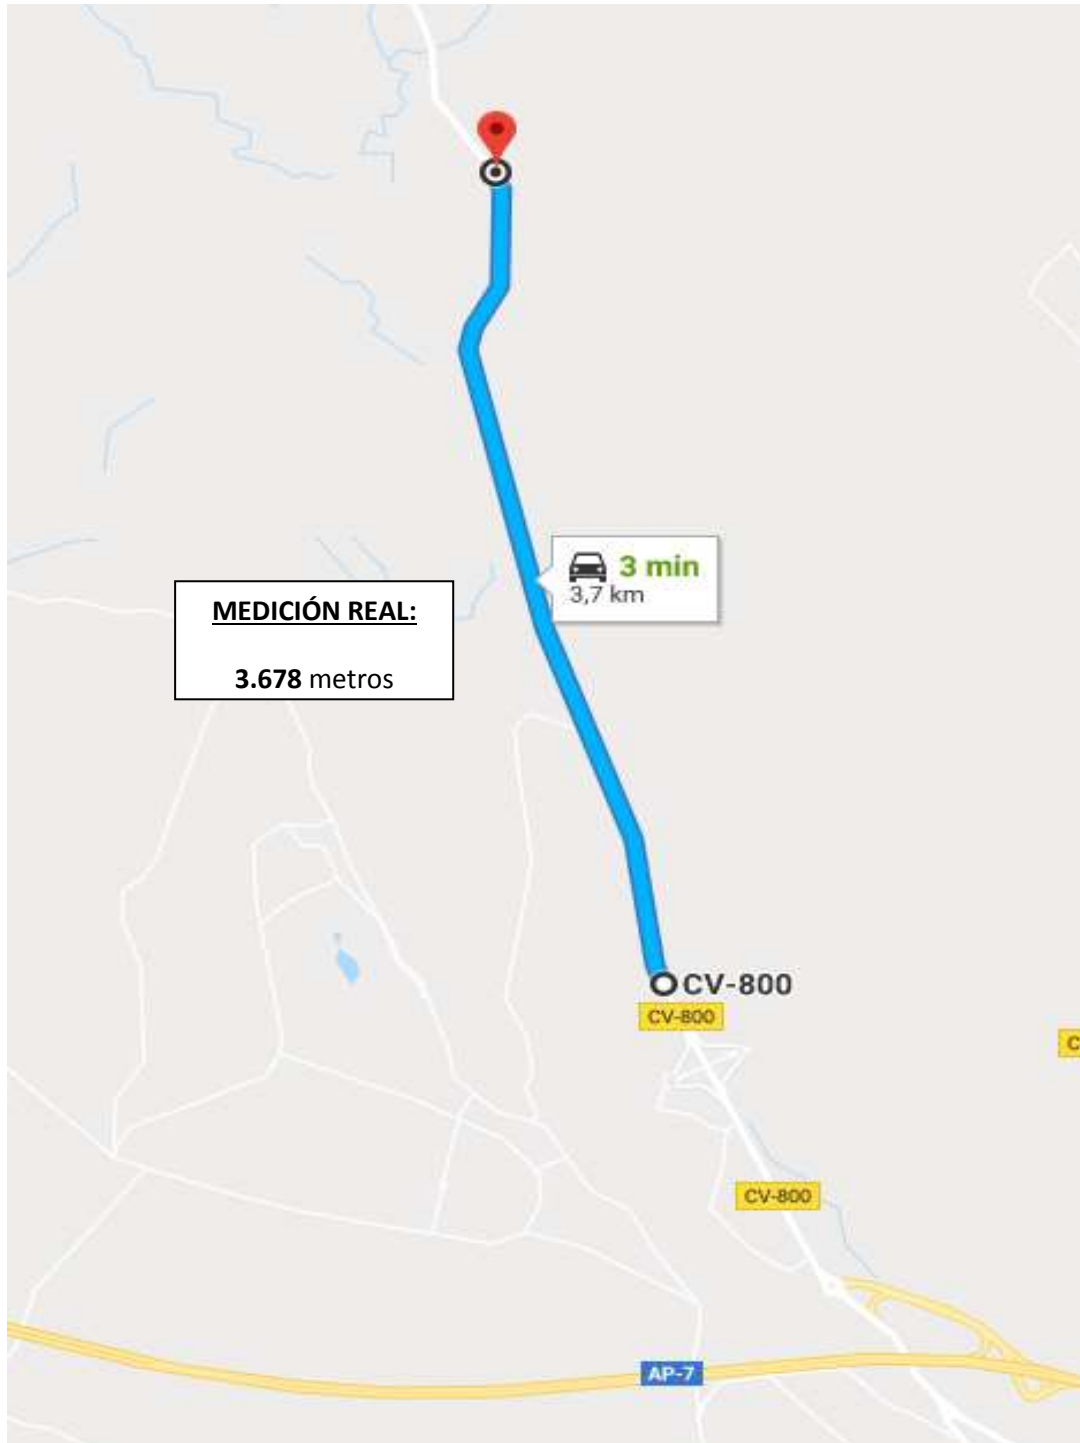 3 min
3,7 km
MEDICIÓN REAL:
3.678 metros
CV-800
CV-800
C
CV-800
AP-7